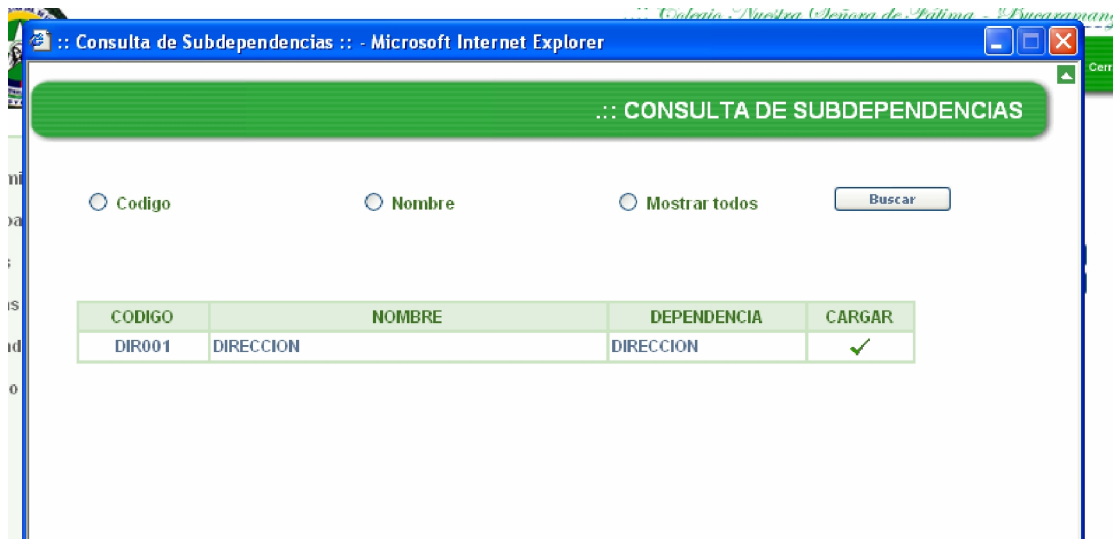 .:: Colegio Nuestra Señora de Fátima - "Bucaramang
:: Consulta de Subdependencias :: - Microsoft Internet Explorer
Cerr
.:: CONSULTA DE SUBDEPENDENCIAS
Codigo Nombre Mostrar todos Buscar
CODIGO NOMBRE DEPENDENCIA CARGAR
DIR001 DIRECCION DIRECCION